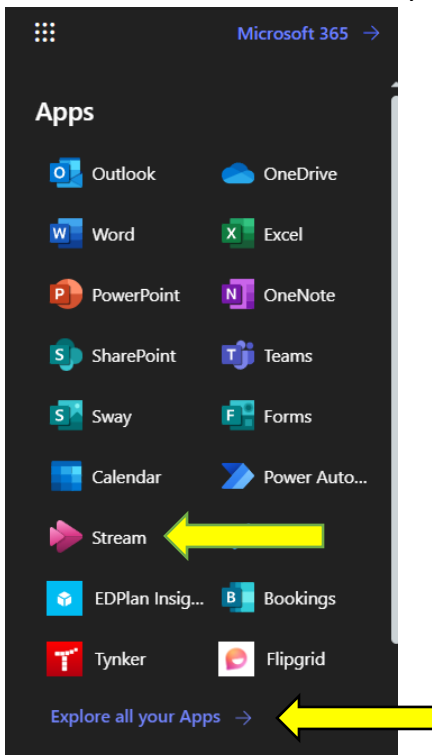 Microsoft 365 →
Apps
Outlook OneDrive
Word Excel
PowerPoint OneNote
SharePoint Teams
Sway Forms
Calendar Power Auto...
Stream
EDPlan Insig... Bookings
Tynker Flipgrid
Explore all your Apps →